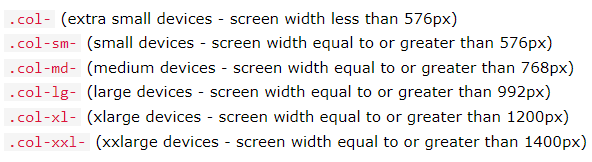 .col- (extra small devices - screen width less than 576px)
.col-sm- (small devices - screen width equal to or greater than 576px)
.col-md- (medium devices - screen width equal to or greater than 768px)
.col-lg- (large devices - screen width equal to or greater than 992px)
.col-xl- (xlarge devices - screen width equal to or greater than 1200px)
.col-xxl- (xxlarge devices - screen width equal to or greater than 1400px)